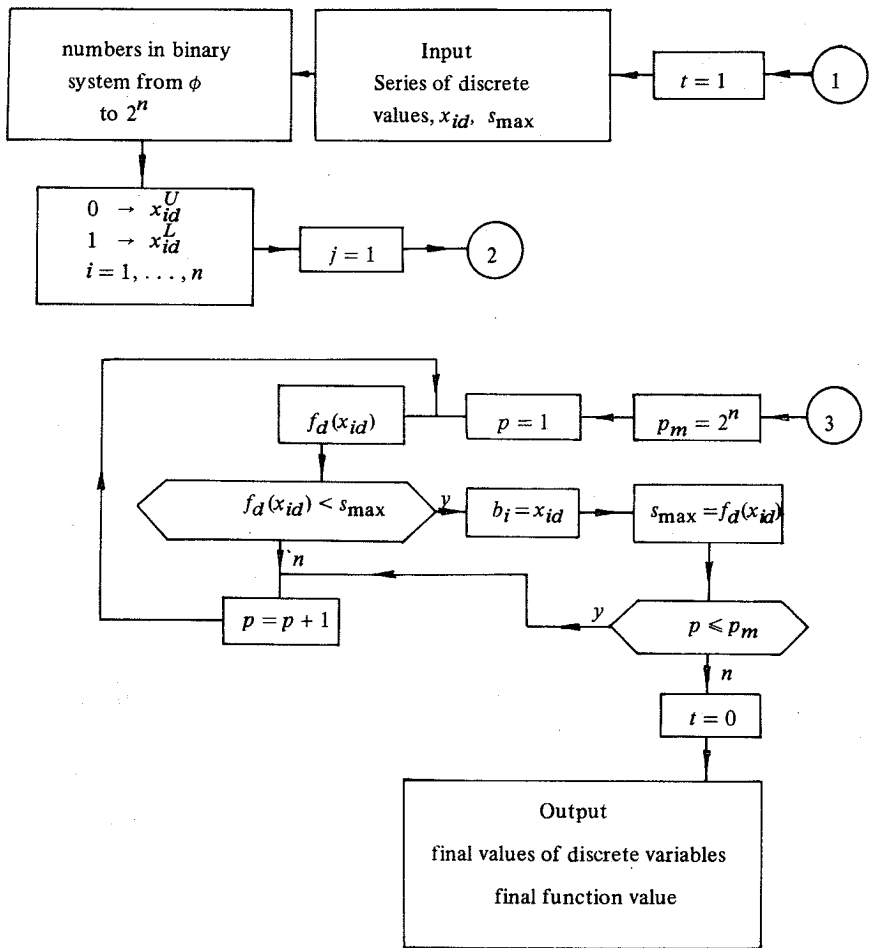 numbers in binary
system from ϕ
to 2ⁿ
Input
Series of discrete
values, x_id, s_max
t = 1
1
0 → x_id^U
1 → x_id^L
i = 1, . . . , n
j = 1
2
f_d(x_id)
p = 1
p_m = 2ⁿ
3
f_d(x_id) < s_max
y
b_i = x_id
s_max = f_d(x_id)
n
p = p + 1
y
p ⩽ p_m
n
t = 0
Output
final values of discrete variables
final function value